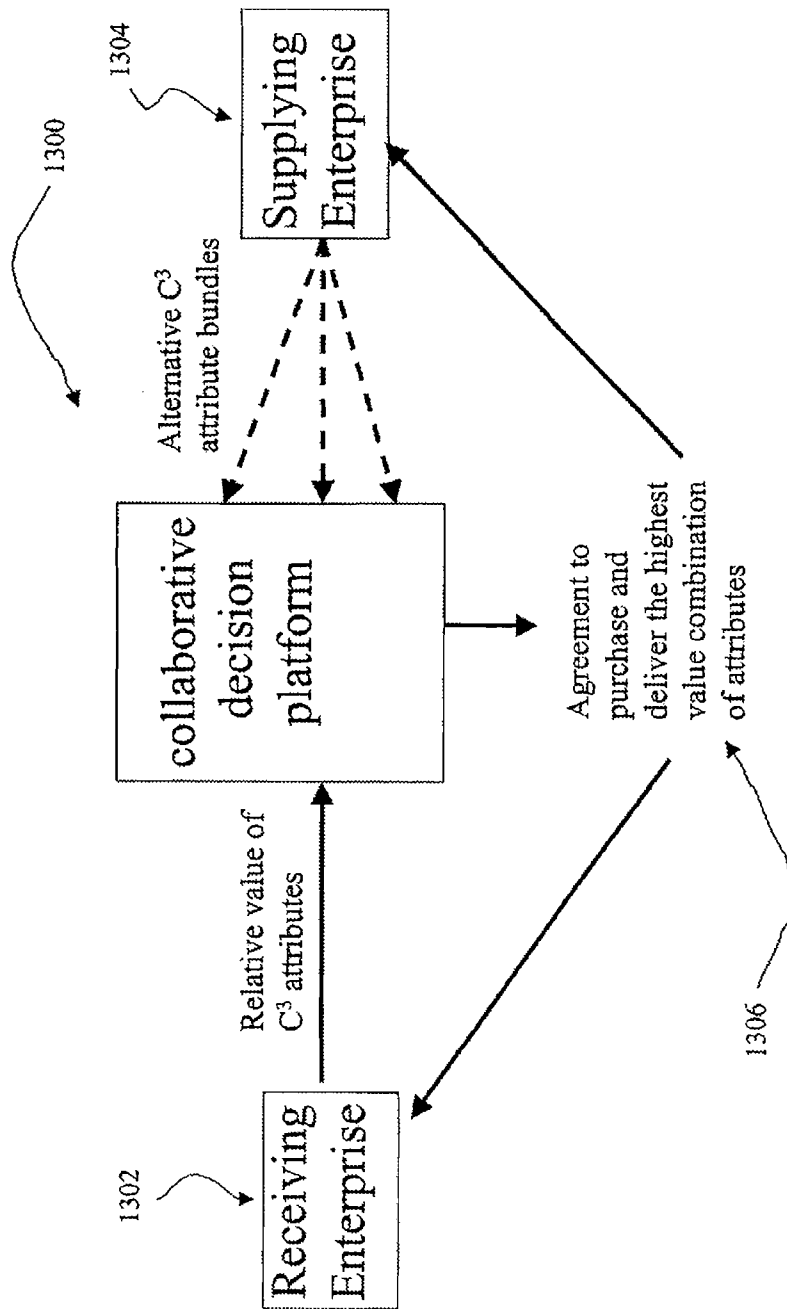 1300
1302
Receiving
Enterprise
Relative value of
C³ attributes
collaborative
decision
platform
Alternative C³
attribute bundles
1304
Supplying
Enterprise
Agreement to
purchase and
deliver the highest
value combination
of attributes
1306